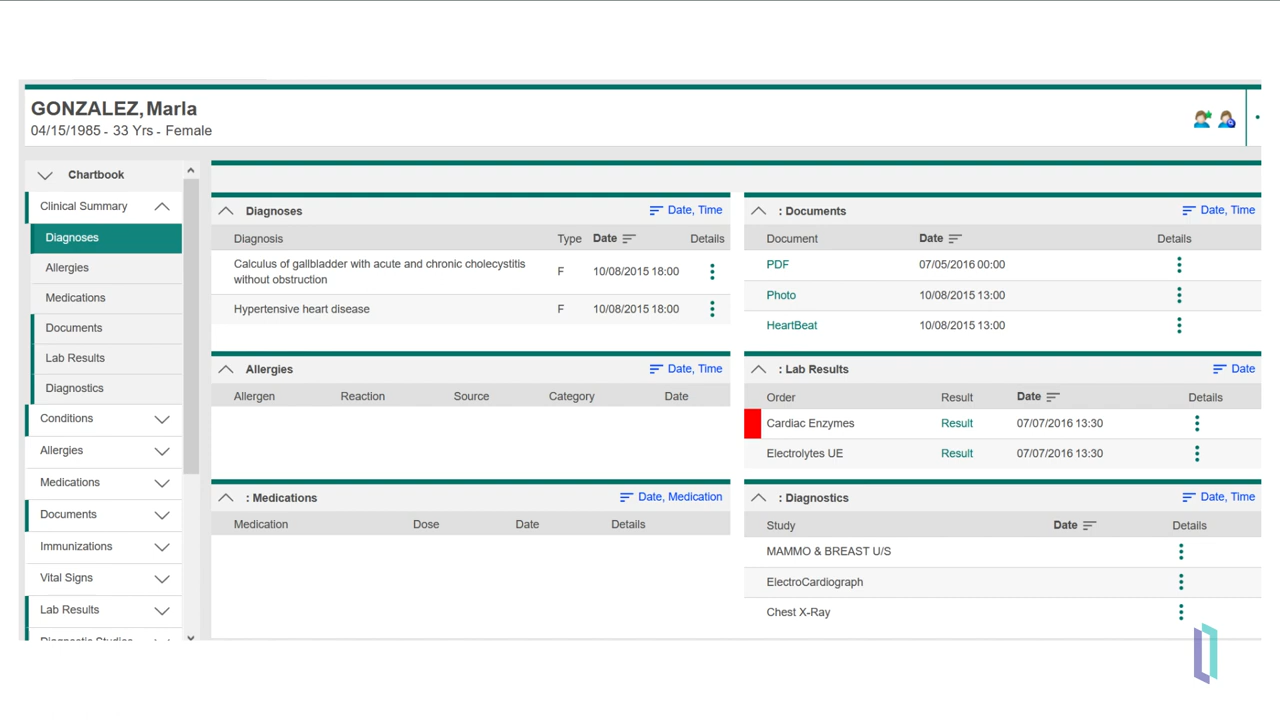 GONZALEZ, Marla
04/15/1985 - 33 Yrs - Female
Chartbook
Clinical Summary
Diagnoses
Allergies
Medications
Documents
Lab Results
Diagnostics
Conditions
Allergies
Medications
Documents
Immunizations
Vital Signs
Lab Results
Diagnostic Studies
Diagnoses Date, Time
Diagnosis Type Date Details
Calculus of gallbladder with acute and chronic cholecystitis
without obstruction F 10/08/2015 18:00
Hypertensive heart disease F 10/08/2015 18:00
Allergies Date, Time
Allergen Reaction Source Category Date
: Medications Date, Medication
Medication Dose Date Details
: Documents Date, Time
Document Date Details
PDF 07/05/2016 00:00
Photo 10/08/2015 13:00
HeartBeat 10/08/2015 13:00
: Lab Results Date
Order Result Date Details
Cardiac Enzymes Result 07/07/2016 13:30
Electrolytes UE Result 07/07/2016 13:30
: Diagnostics Date, Time
Study Date Details
MAMMO & BREAST U/S
ElectroCardiograph
Chest X-Ray